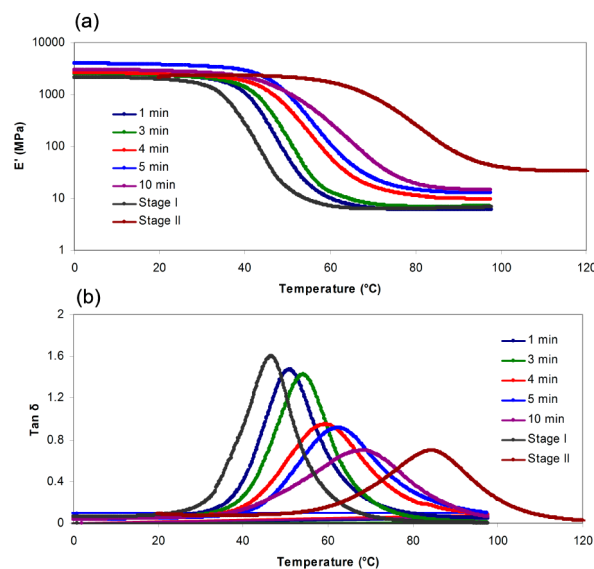 (a)
10000
1000
100
10
1
E' (MPa)
1 min
3 min
4 min
5 min
10 min
Stage I
Stage II
0 20 40 60 80 100 120
Temperature (°C)
(b)
2
1.6
1.2
0.8
0.4
0
Tan δ
1 min
3 min
4 min
5 min
10 min
Stage I
Stage II
0 20 40 60 80 100 120
Temperature (°C)